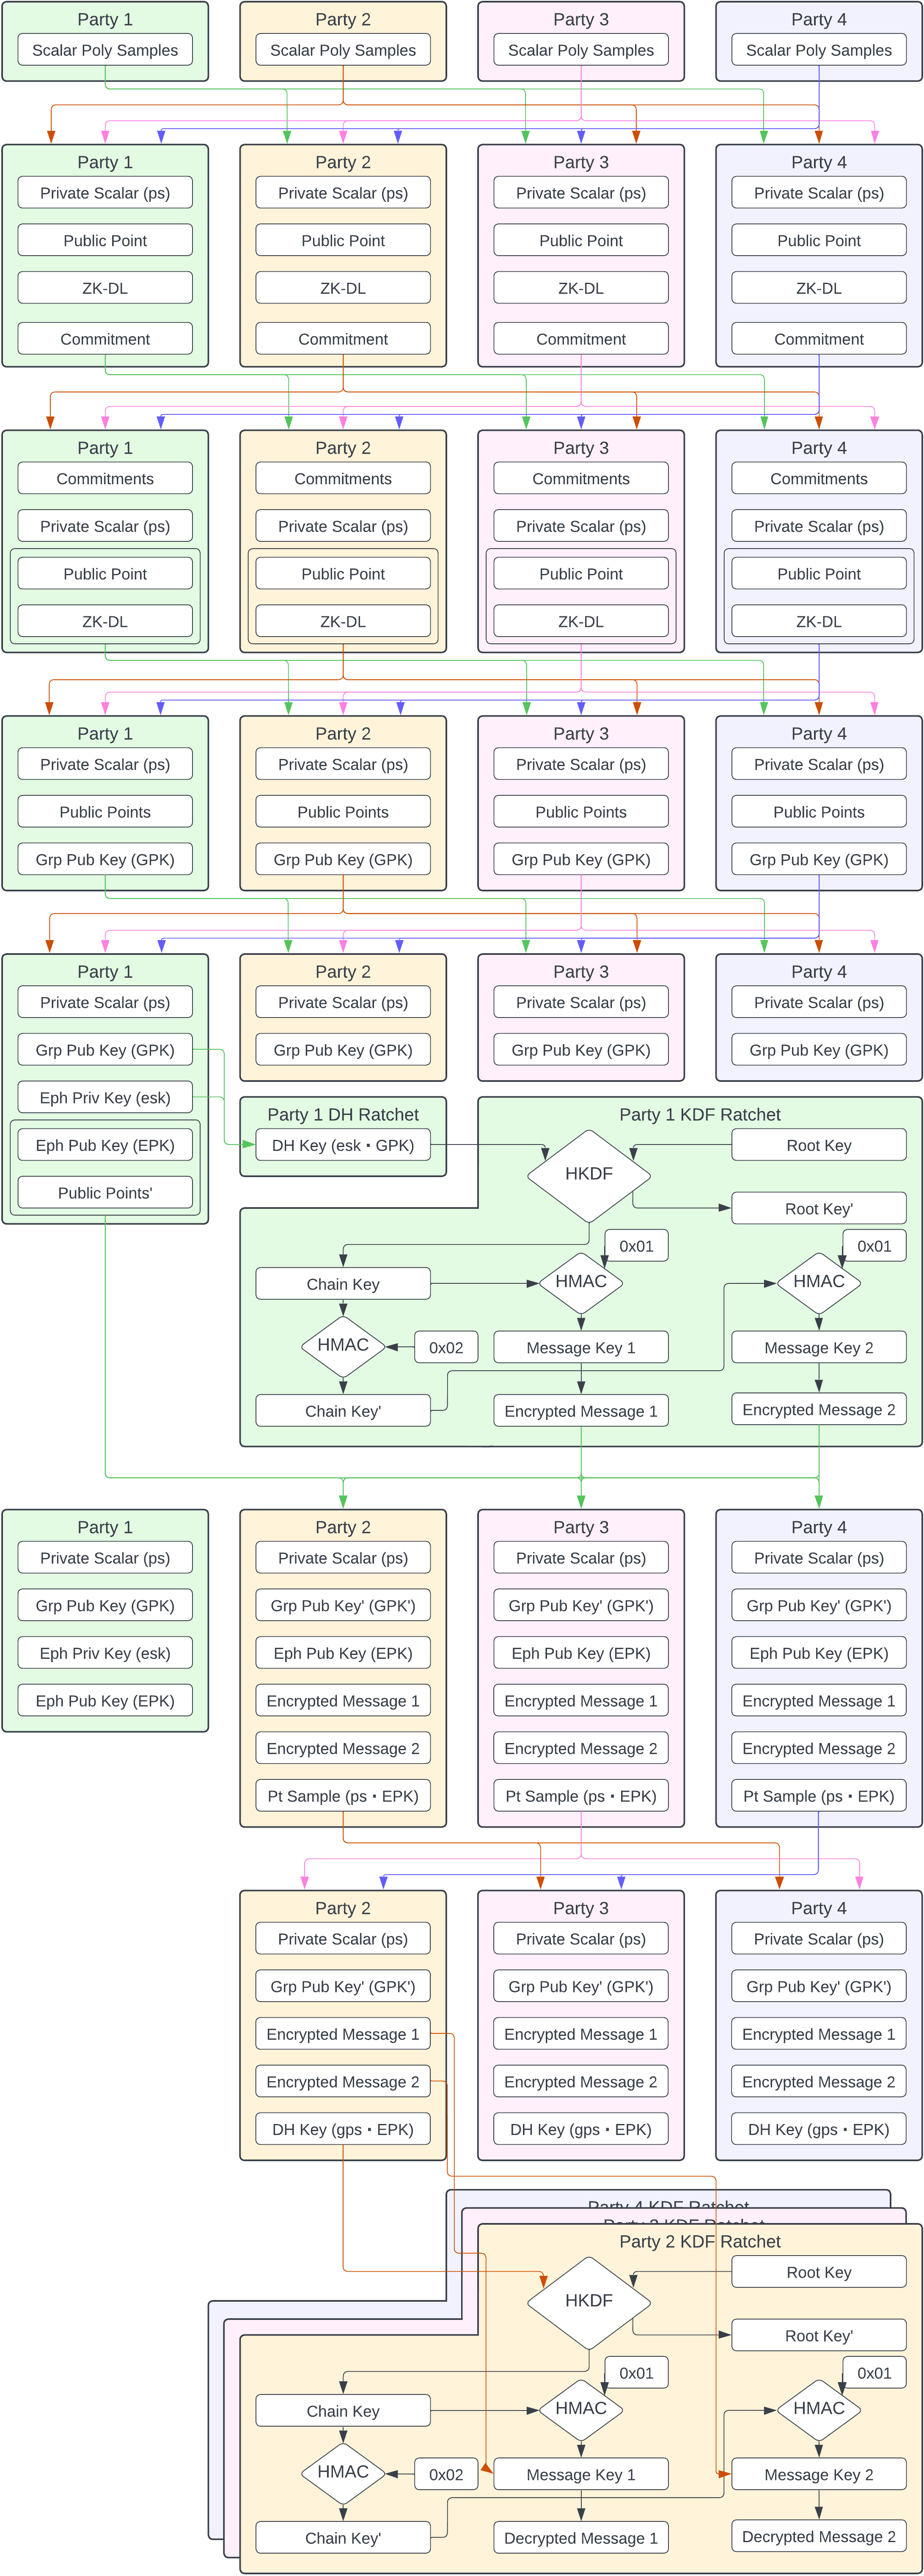 Party 1
Scalar Poly Samples
Party 2
Scalar Poly Samples
Party 3
Scalar Poly Samples
Party 4
Scalar Poly Samples
Party 1
Private Scalar (ps)
Public Point
ZK-DL
Commitment
Party 2
Private Scalar (ps)
Public Point
ZK-DL
Commitment
Party 3
Private Scalar (ps)
Public Point
ZK-DL
Commitment
Party 4
Private Scalar (ps)
Public Point
ZK-DL
Commitment
Party 1
Commitments
Private Scalar (ps)
Public Point
ZK-DL
Party 2
Commitments
Private Scalar (ps)
Public Point
ZK-DL
Party 3
Commitments
Private Scalar (ps)
Public Point
ZK-DL
Party 4
Commitments
Private Scalar (ps)
Public Point
ZK-DL
Party 1
Private Scalar (ps)
Public Points
Grp Pub Key (GPK)
Party 2
Private Scalar (ps)
Public Points
Grp Pub Key (GPK)
Party 3
Private Scalar (ps)
Public Points
Grp Pub Key (GPK)
Party 4
Private Scalar (ps)
Public Points
Grp Pub Key (GPK)
Party 1
Private Scalar (ps)
Grp Pub Key (GPK)
Eph Priv Key (esk)
Eph Pub Key (EPK)
Public Points'
Party 2
Private Scalar (ps)
Grp Pub Key (GPK)
Party 3
Private Scalar (ps)
Grp Pub Key (GPK)
Party 4
Private Scalar (ps)
Grp Pub Key (GPK)
Party 1 DH Ratchet
DH Key (esk · GPK)
Party 1 KDF Ratchet
HKDF
Root Key
Root Key'
0x01
0x01
Chain Key
HMAC
HMAC
HMAC
0x02
Message Key 1
Message Key 2
Chain Key'
Encrypted Message 1
Encrypted Message 2
Party 1
Private Scalar (ps)
Grp Pub Key (GPK)
Eph Priv Key (esk)
Eph Pub Key (EPK)
Party 2
Private Scalar (ps)
Grp Pub Key' (GPK')
Eph Pub Key (EPK)
Encrypted Message 1
Encrypted Message 2
Pt Sample (ps · EPK)
Party 3
Private Scalar (ps)
Grp Pub Key' (GPK')
Eph Pub Key (EPK)
Encrypted Message 1
Encrypted Message 2
Pt Sample (ps · EPK)
Party 4
Private Scalar (ps)
Grp Pub Key' (GPK')
Eph Pub Key (EPK)
Encrypted Message 1
Encrypted Message 2
Pt Sample (ps · EPK)
Party 2
Private Scalar (ps)
Grp Pub Key' (GPK')
Encrypted Message 1
Encrypted Message 2
DH Key (gps · EPK)
Party 3
Private Scalar (ps)
Grp Pub Key' (GPK')
Encrypted Message 1
Encrypted Message 2
DH Key (gps · EPK)
Party 4
Private Scalar (ps)
Grp Pub Key' (GPK')
Encrypted Message 1
Encrypted Message 2
DH Key (gps · EPK)
Party 4 KDF Ratchet
Party 3 KDF Ratchet
Party 2 KDF Ratchet
HKDF
Root Key
Root Key'
0x01
0x01
Chain Key
HMAC
HMAC
HMAC
0x02
Message Key 1
Message Key 2
Chain Key'
Decrypted Message 1
Decrypted Message 2